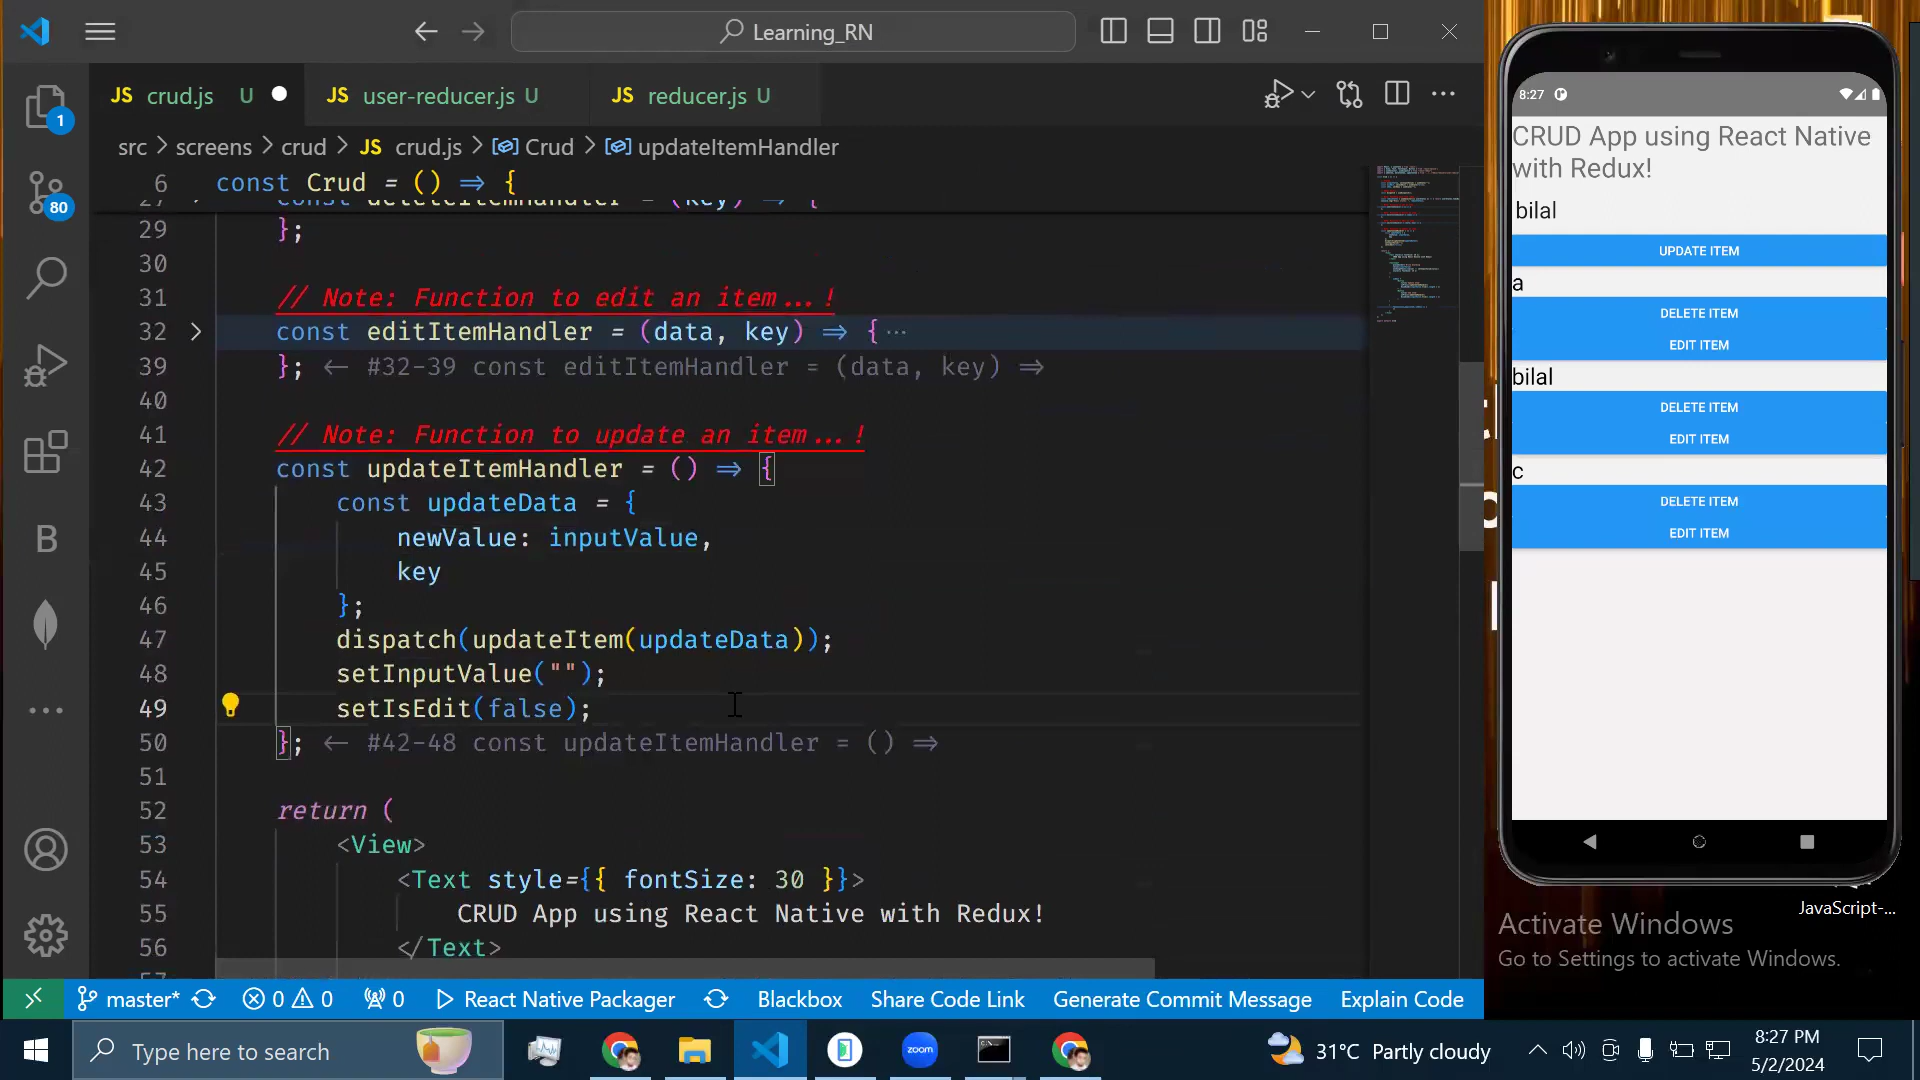 Learning_RN
JS crud.js U
JS user-reducer.js U
JS reducer.js U
src > screens > crud > JS crud.js > Crud > updateItemHandler
6 const Crud = () ⇒ {
27 const deleteItemHandler = (key) ⇒ {
29 };
30
31 // Note: Function to edit an item...!
32 const editItemHandler = (data, key) ⇒ { ···
39 }; ← #32-39 const editItemHandler = (data, key) ⇒
40
41 // Note: Function to update an item...!
42 const updateItemHandler = () ⇒ {
43 const updateData = {
44 newValue: inputValue,
45 key
46 };
47 dispatch(updateItem(updateData));
48 setInputValue("");
49 setIsEdit(false);
50 }; ← #42-48 const updateItemHandler = () ⇒
51
52 return (
53 <View>
54 <Text style={{ fontSize: 30 }}>
55 CRUD App using React Native with Redux!
56 </Text>
1
80
B
master* 0 0 0 React Native Packager Blackbox Share Code Link Generate Commit Message Explain Code
8:27
CRUD App using React Native
with Redux!
bilal
UPDATE ITEM
a
DELETE ITEM
EDIT ITEM
bilal
DELETE ITEM
EDIT ITEM
c
DELETE ITEM
EDIT ITEM
JavaScript-...
Activate Windows
Go to Settings to activate Windows.
Type here to search
zoom
31°C Partly cloudy
8:27 PM
5/2/2024